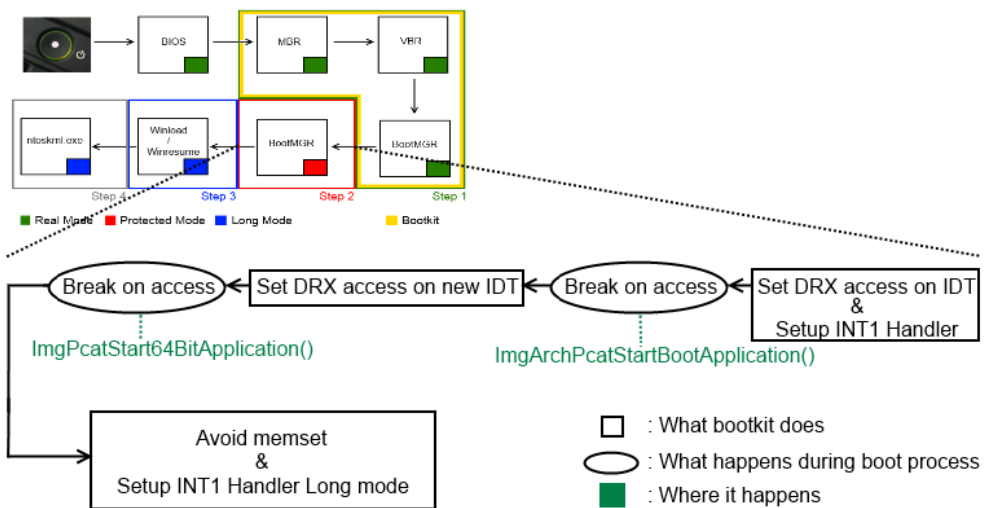 BIOS
MBR
VBR
ntoskrnl.exe
Winload
/
Winresume
BootMGR
BootMGR
Step 4
Step 3
Step 2
Step 1
Real Mode
Protected Mode
Long Mode
Bootkit
Break on access
Set DRX access on new IDT
Break on access
Set DRX access on IDT
&
Setup INT1 Handler
ImgPcatStart64BitApplication()
ImgArchPcatStartBootApplication()
Avoid memset
&
Setup INT1 Handler Long mode
: What bootkit does
: What happens during boot process
: Where it happens